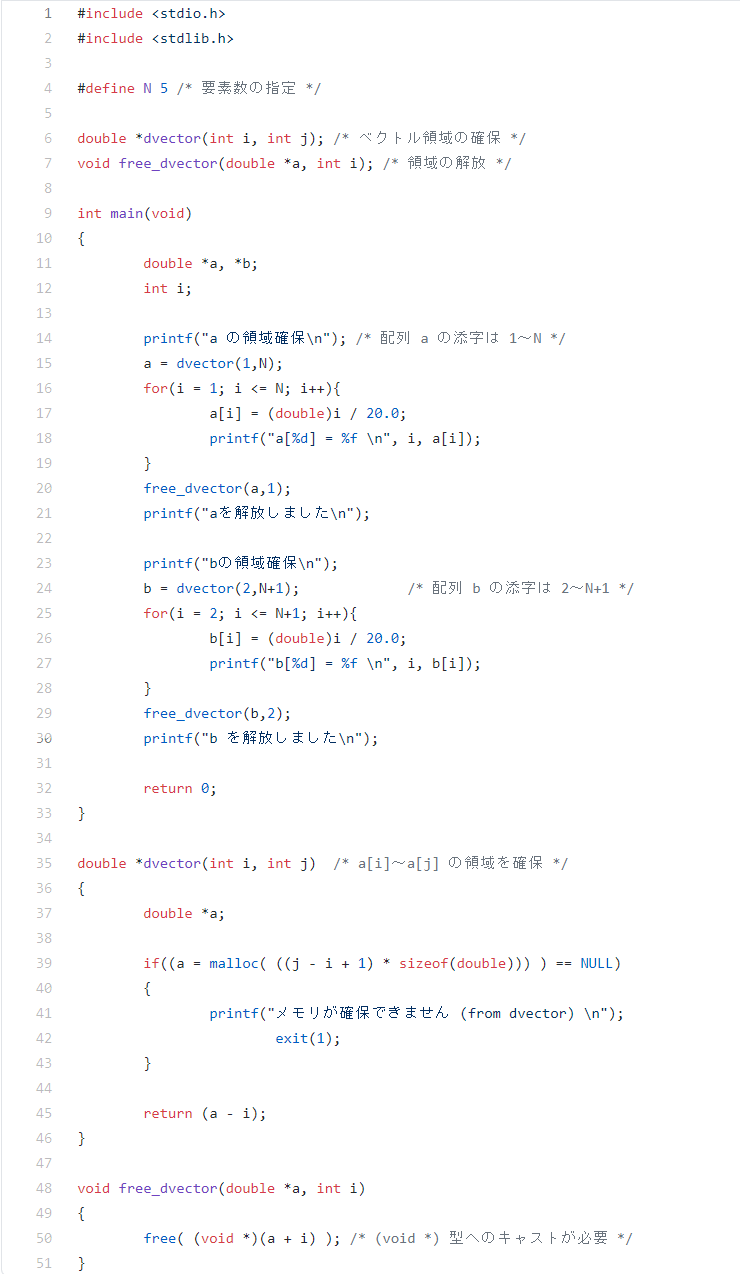 1 #include <stdio.h>
2 #include <stdlib.h>
3
4 #define N 5 /* 要素数の指定 */
5
6 double *dvector(int i, int j); /* ベクトル領域の確保 */
7 void free_dvector(double *a, int i); /* 領域の解放 */
8
9 int main(void)
10 {
11         double *a, *b;
12         int i;
13
14         printf("a の領域確保\n"); /* 配列 a の添字は 1～N */
15         a = dvector(1,N);
16         for(i = 1; i <= N; i++){
17                 a[i] = (double)i / 20.0;
18                 printf("a[%d] = %f \n", i, a[i]);
19         }
20         free_dvector(a,1);
21         printf("aを解放しました\n");
22
23         printf("bの領域確保\n");
24         b = dvector(2,N+1);             /* 配列 b の添字は 2～N+1 */
25         for(i = 2; i <= N+1; i++){
26                 b[i] = (double)i / 20.0;
27                 printf("b[%d] = %f \n", i, b[i]);
28         }
29         free_dvector(b,2);
30         printf("b を解放しました\n");
31
32         return 0;
33 }
34
35 double *dvector(int i, int j)  /* a[i]～a[j] の領域を確保 */
36 {
37         double *a;
38
39         if((a = malloc( ((j - i + 1) * sizeof(double))) ) == NULL)
40         {
41                 printf("メモリが確保できません (from dvector) \n");
42                         exit(1);
43         }
44
45         return (a - i);
46 }
47
48 void free_dvector(double *a, int i)
49 {
50         free( (void *)(a + i) ); /* (void *) 型へのキャストが必要 */
51 }